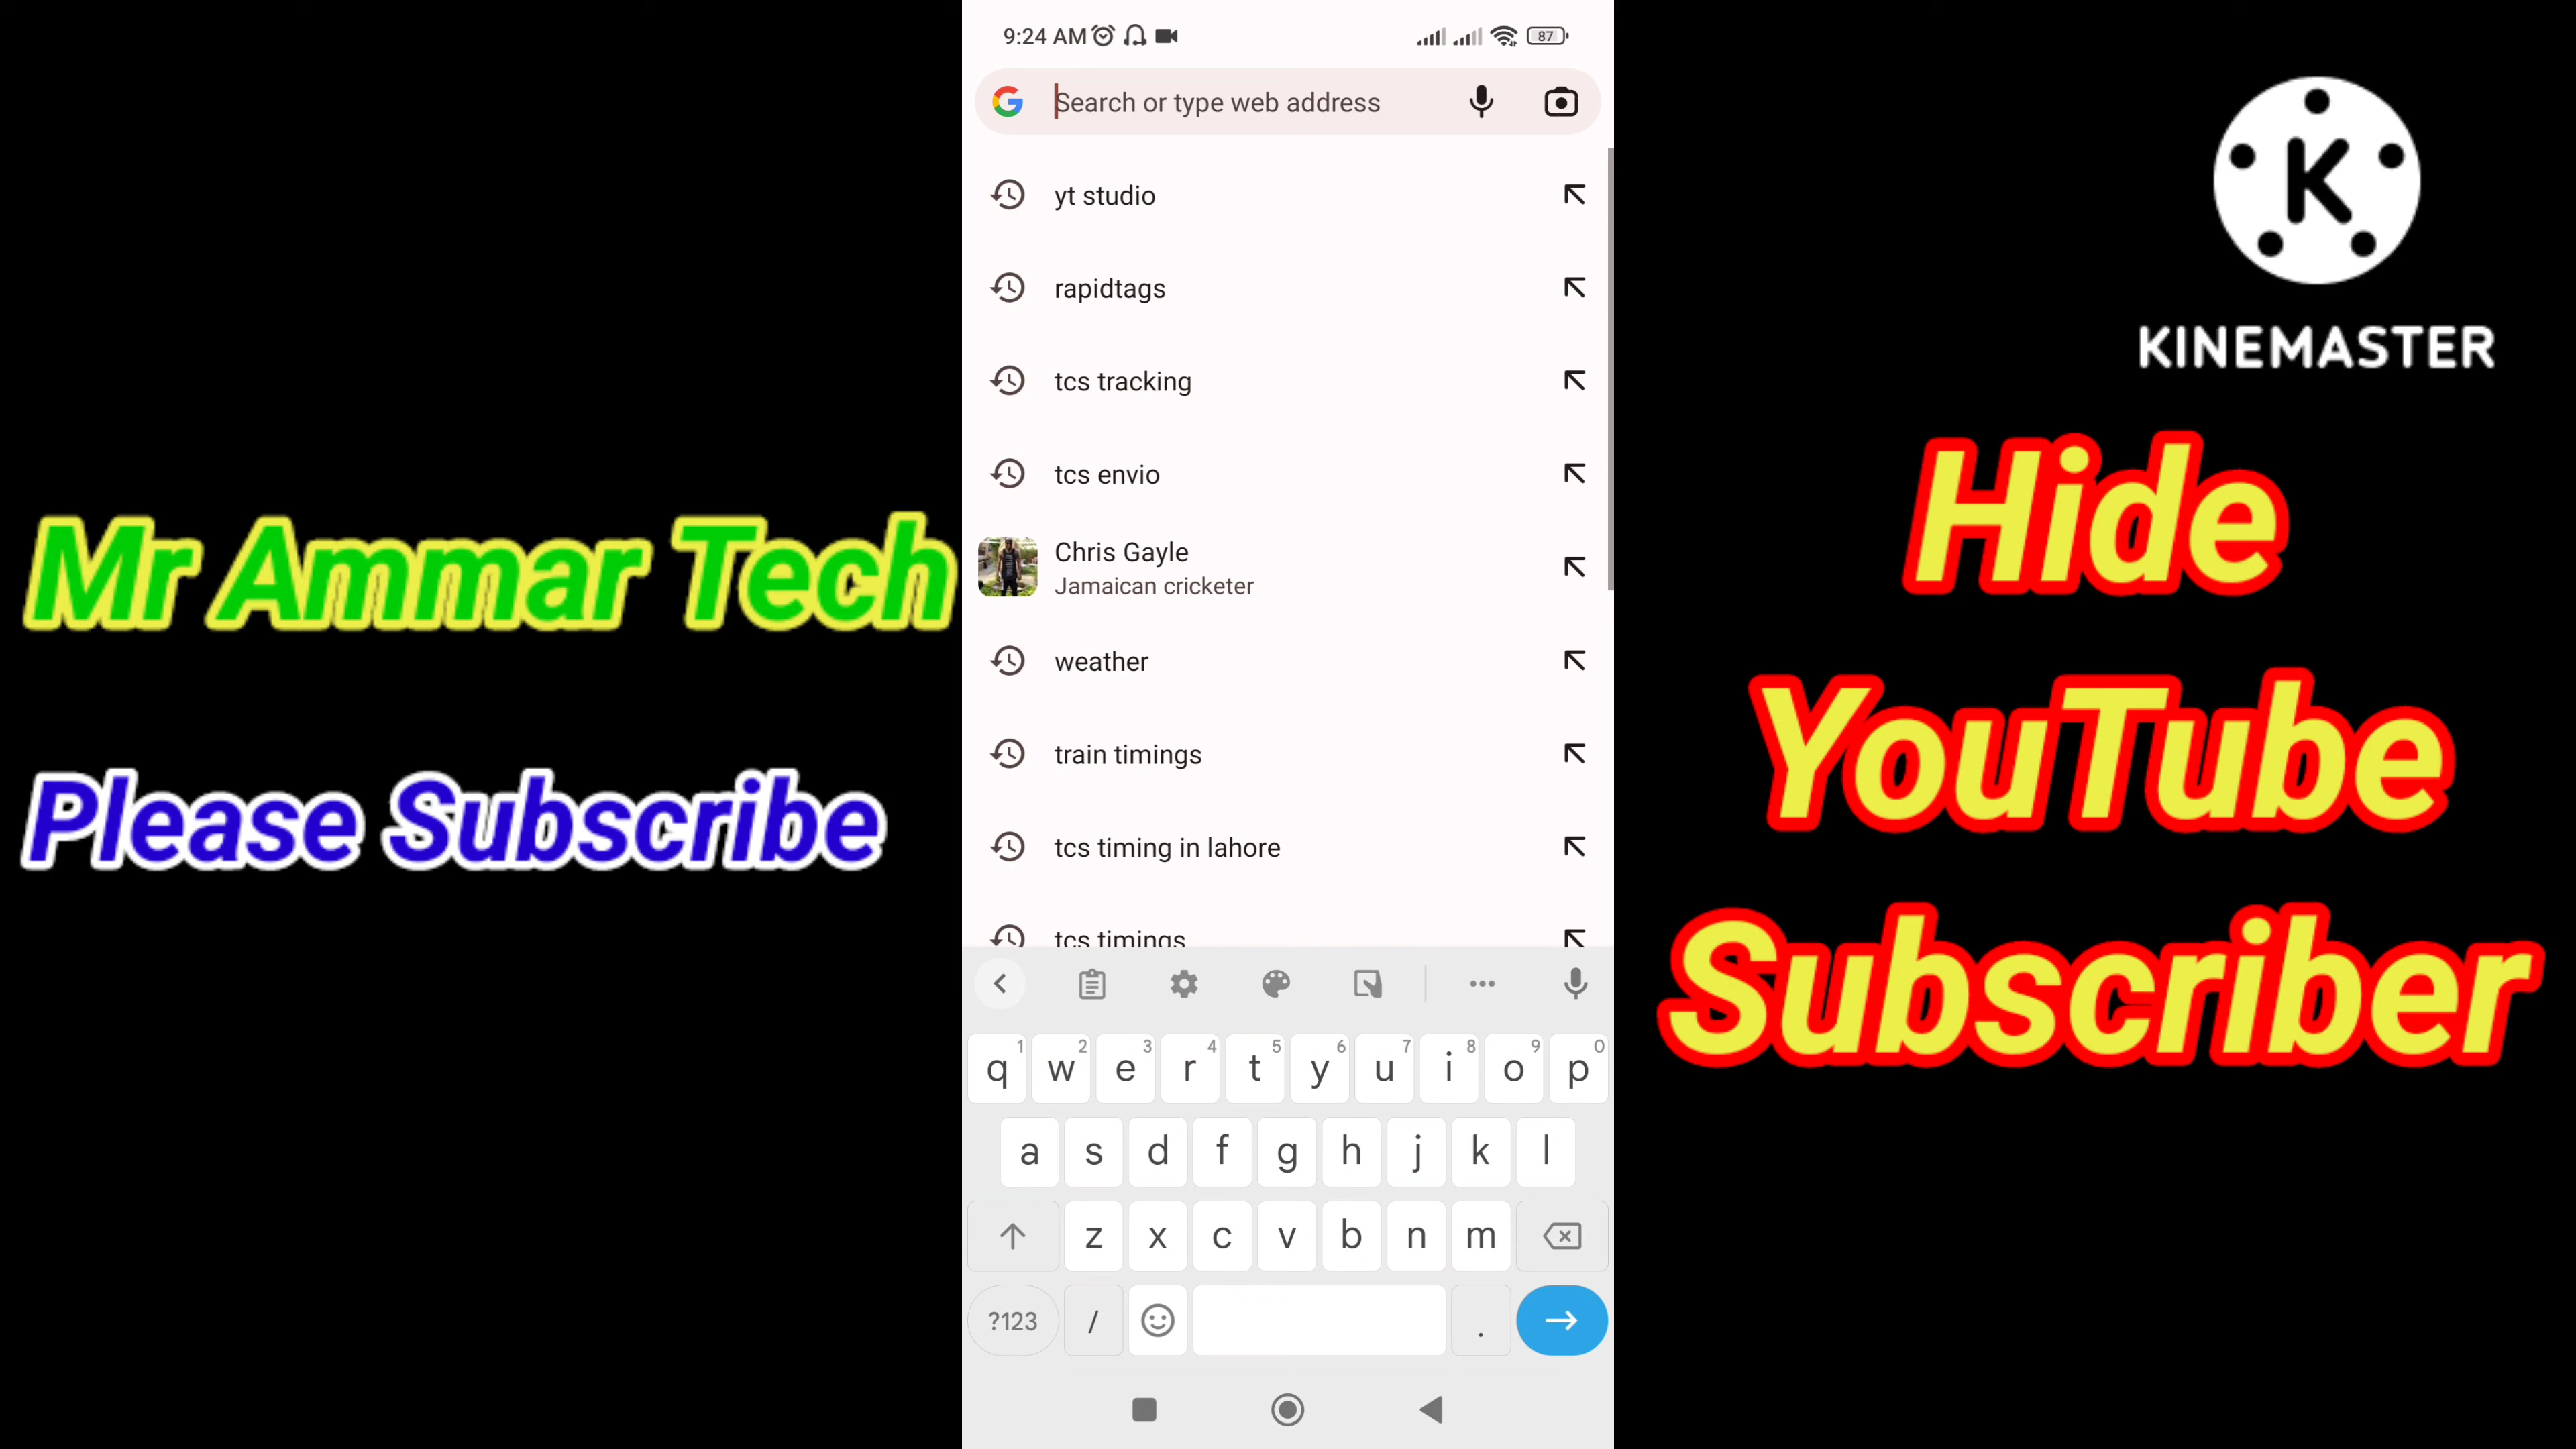 Mr Ammar Tech
Please Subscribe
9:24 AM
87
Search or type web address
yt studio
rapidtags
tcs tracking
tcs envio
Chris Gayle
Jamaican cricketer
weather
train timings
tcs timing in lahore
tcs timings
q 1 w 2 e 3 r 4 t 5 y 6 u 7 i 8 o 9 p 0
a s d f g h j k l
z x c v b n m
?123 / .
K
KINEMASTER
Hide
YouTube
Subscriber